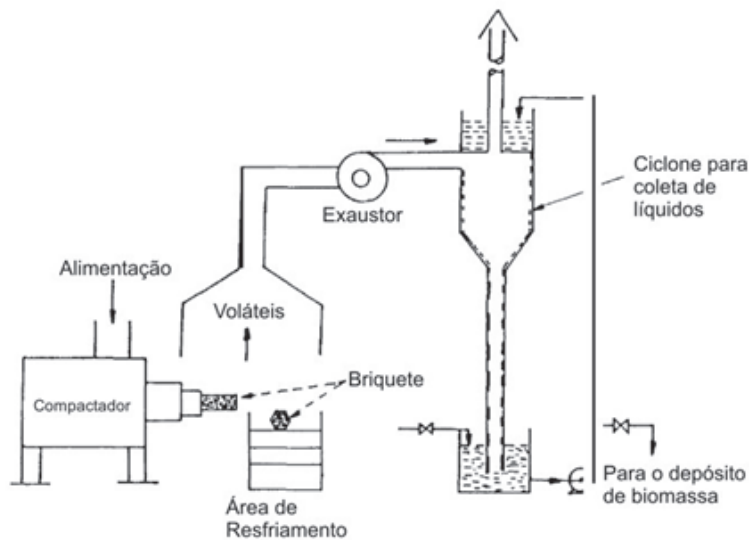 Ciclone para
coleta de
líquidos
Exaustor
Alimentação
Voláteis
Briquete
Compactador
Área de
Resfriamento
Para o depósito
de biomassa